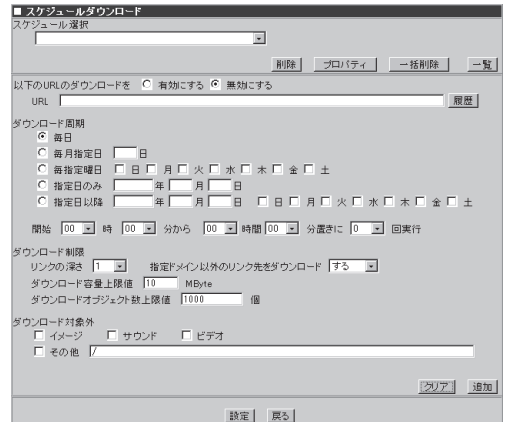 ■ スケジュールダウンロード
スケジュール選択
削除 プロパティ 一括削除 一覧
以下のURLのダウンロードを 有効にする 無効にする
URL 履歴
ダウンロード周期
毎日
毎月指定日 日
毎指定曜日 日 月 火 水 木 金 土
指定日のみ 年 月 日
指定日以降 年 月 日 日 月 火 水 木 金 土
開始 00 時 00 分から 00 時間 00 分置きに 0 回実行
ダウンロード制限
リンクの深さ 1 指定ドメイン以外のリンク先をダウンロード する
ダウンロード容量上限値 10 MByte
ダウンロードオブジェクト数上限値 1000 個
ダウンロード対象外
イメージ サウンド ビデオ
その他 /
クリア 追加
設定 戻る